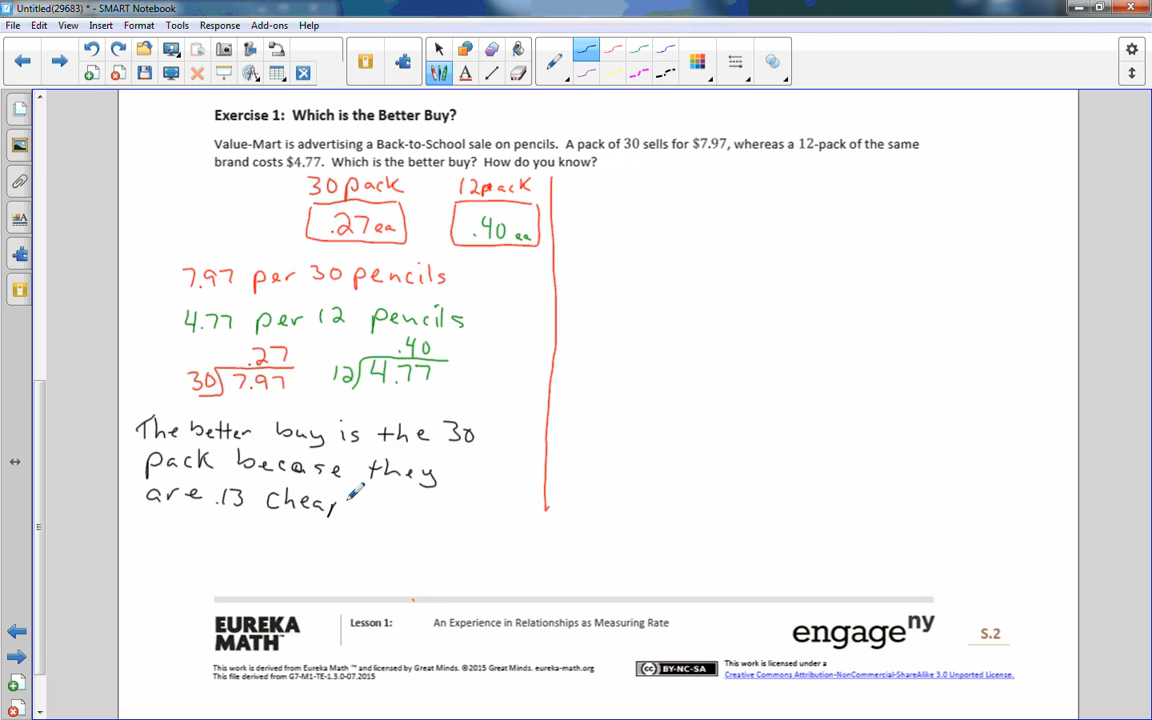 Untitled(29683) * - SMART Notebook
File Edit View Insert Format Tools Response Add-ons Help
Exercise 1: Which is the Better Buy?
Value-Mart is advertising a Back-to-School sale on pencils. A pack of 30 sells for $7.97, whereas a 12-pack of the same
brand costs $4.77. Which is the better buy? How do you know?
30 pack 12 pack
.27 ea .40 ea
7.97 per 30 pencils
4.77 per 12 pencils
.27 .40
30 7.97 12 4.77
The better buy is the 30
pack becase they
are .13 cheap
EUREKA
MATH™
Lesson 1: An Experience in Relationships as Measuring Rate
engage ny
S.2
This work is derived from Eureka Math ™ and licensed by Great Minds. ©2015 Great Minds. eureka-math.org
This file derived from G7-M1-TE-1.3.0-07.2015
cc BY-NC-SA
This work is licensed under a
Creative Commons Attribution-NonCommercial-ShareAlike 3.0 Unported License.